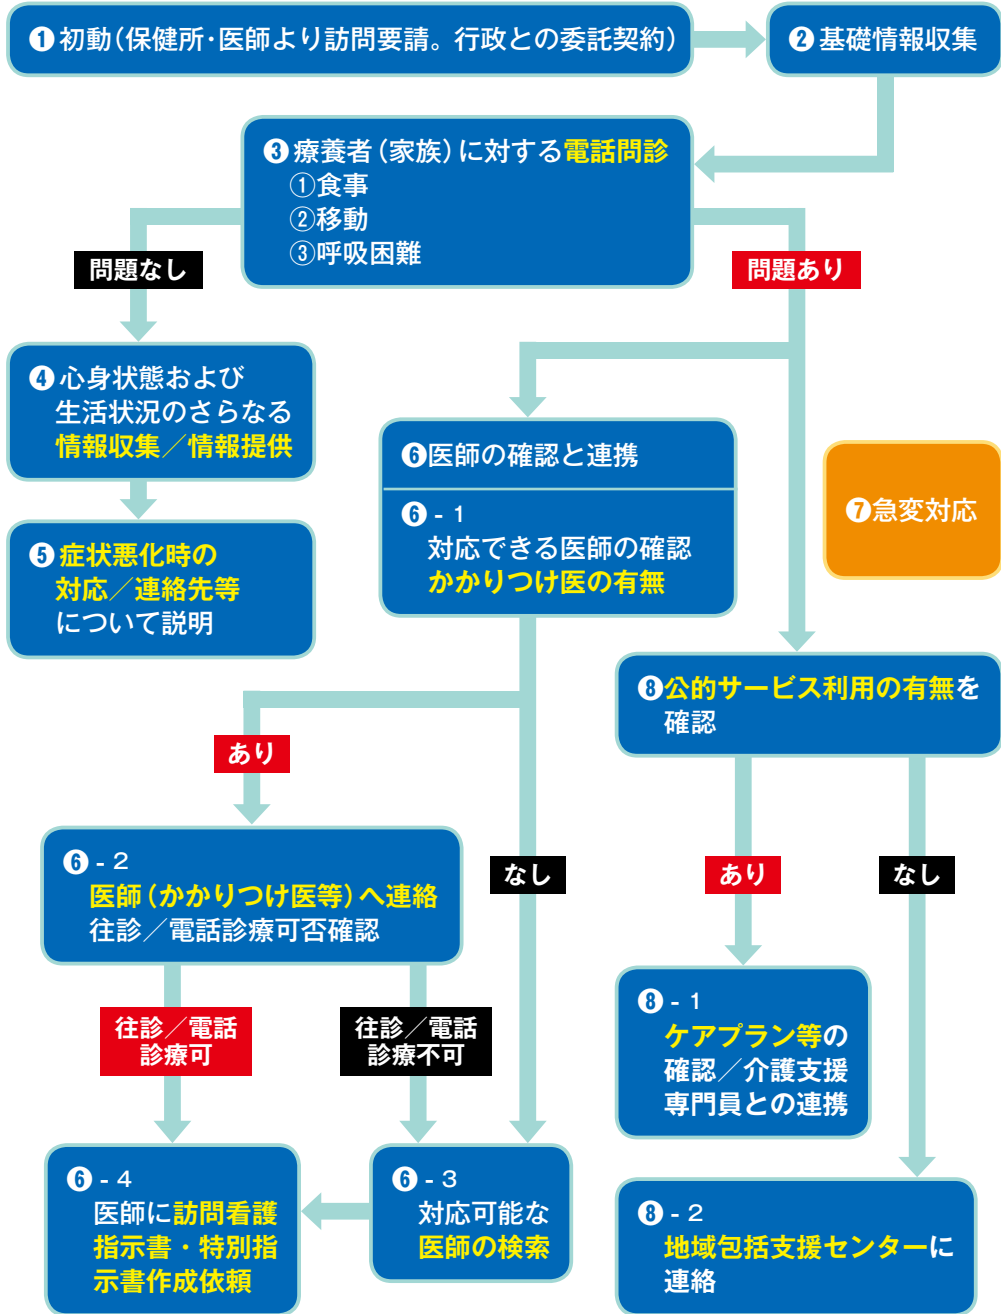 ❶初動（保健所・医師より訪問要請。行政との委託契約）
❷基礎情報収集
❸療養者（家族）に対する電話問診
①食事
②移動
③呼吸困難
問題なし
問題あり
❹心身状態および
生活状況のさらなる
情報収集／情報提供
❺症状悪化時の
対応／連絡先等
について説明
❻医師の確認と連携
❻-1
対応できる医師の確認
かかりつけ医の有無
❼急変対応
❽公的サービス利用の有無を
確認
あり
なし
❻-2
医師（かかりつけ医等）へ連絡
往診／電話診療可否確認
往診／電話
診療可
往診／電話
診療不可
❻-4
医師に訪問看護
指示書・特別指
示書作成依頼
❻-3
対応可能な
医師の検索
あり
なし
❽-1
ケアプラン等の
確認／介護支援
専門員との連携
❽-2
地域包括支援センターに
連絡